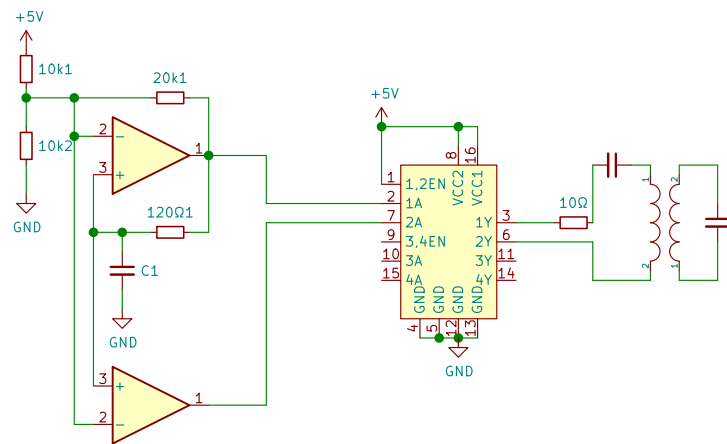 +5V
10k1
20k1
10k2
2
−
1
3
+
GND
120Ω1
C1
GND
3
+
1
2
−
+5V
8
16
VCC2
VCC1
1
1,2EN
2
1A
1Y
3
7
2A
2Y
6
9
3,4EN
3Y
11
10
3A
4Y
14
15
4A
GND
GND
GND
GND
4
5
12
13
GND
10Ω
1
2
2
1